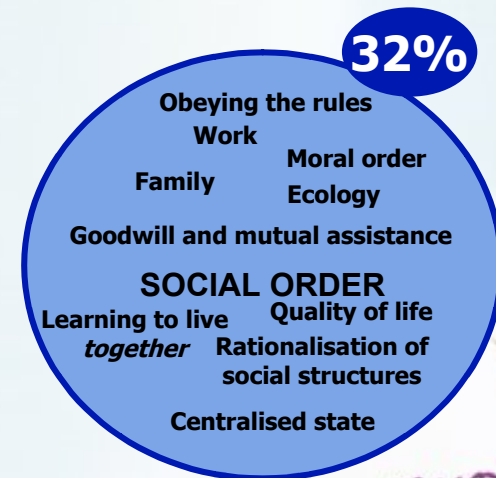 32%
Obeying the rules
Work
Moral order
Family
Ecology
Goodwill and mutual assistance
SOCIAL ORDER
Quality of life
Learning to live
together
Rationalisation of
social structures
Centralised state